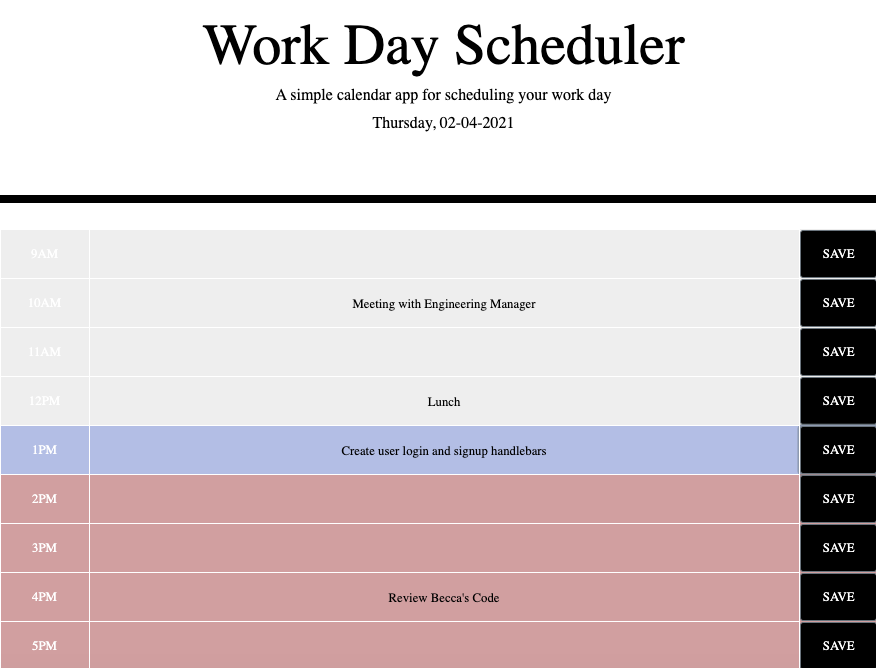 Work Day Scheduler
A simple calendar app for scheduling your work day
Thursday, 02-04-2021
9AM SAVE
10AM Meeting with Engineering Manager SAVE
11AM SAVE
12PM Lunch SAVE
1PM Create user login and signup handlebars SAVE
2PM SAVE
3PM SAVE
4PM Review Becca's Code SAVE
5PM SAVE